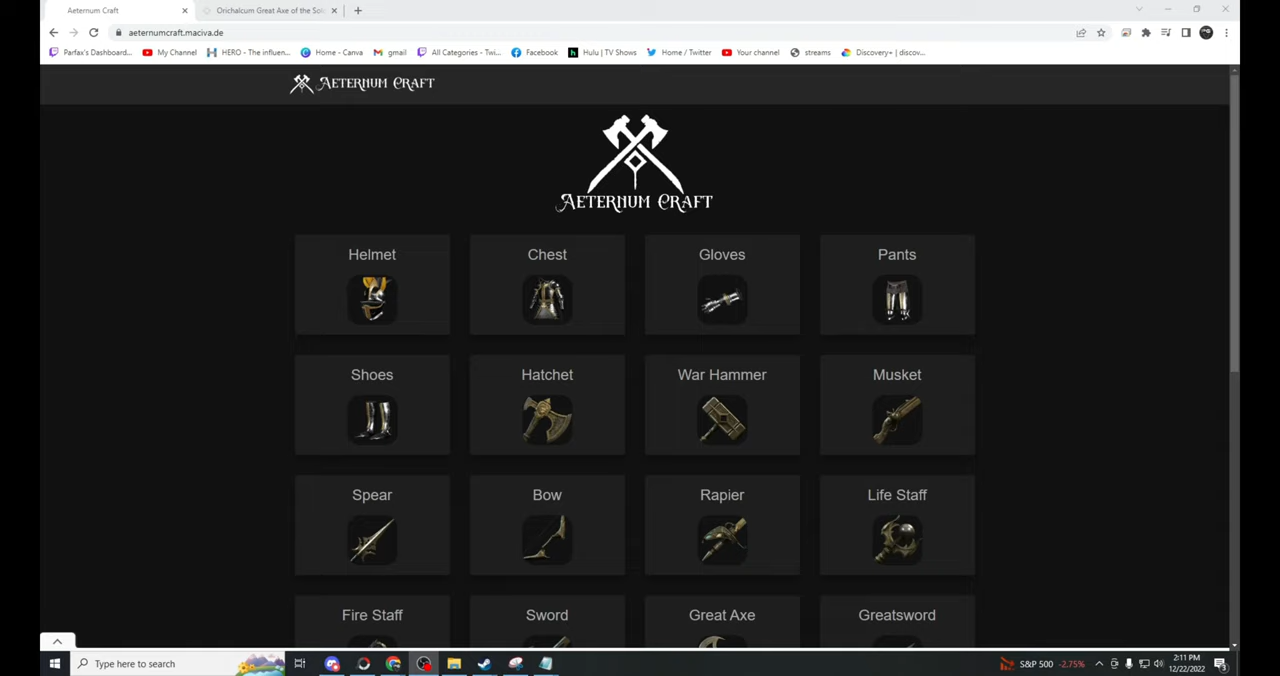 Aeternum Craft
Orichalcum Great Axe of the Sol
aeternumcraft.maciva.de
Parfax's Dashboard...
My Channel
HERO - The influen...
Home - Canva
gmail
All Categories - Twi...
Facebook
Hulu | TV Shows
Home / Twitter
Your channel
streams
Discovery+ | discov...
AETERNUM CRAFT
AETERNUM CRAFT
Helmet
Chest
Gloves
Pants
Shoes
Hatchet
War Hammer
Musket
Spear
Bow
Rapier
Life Staff
Fire Staff
Sword
Great Axe
Greatsword
Type here to search
S&P 500 -2.75%
2:11 PM
12/22/2022
3